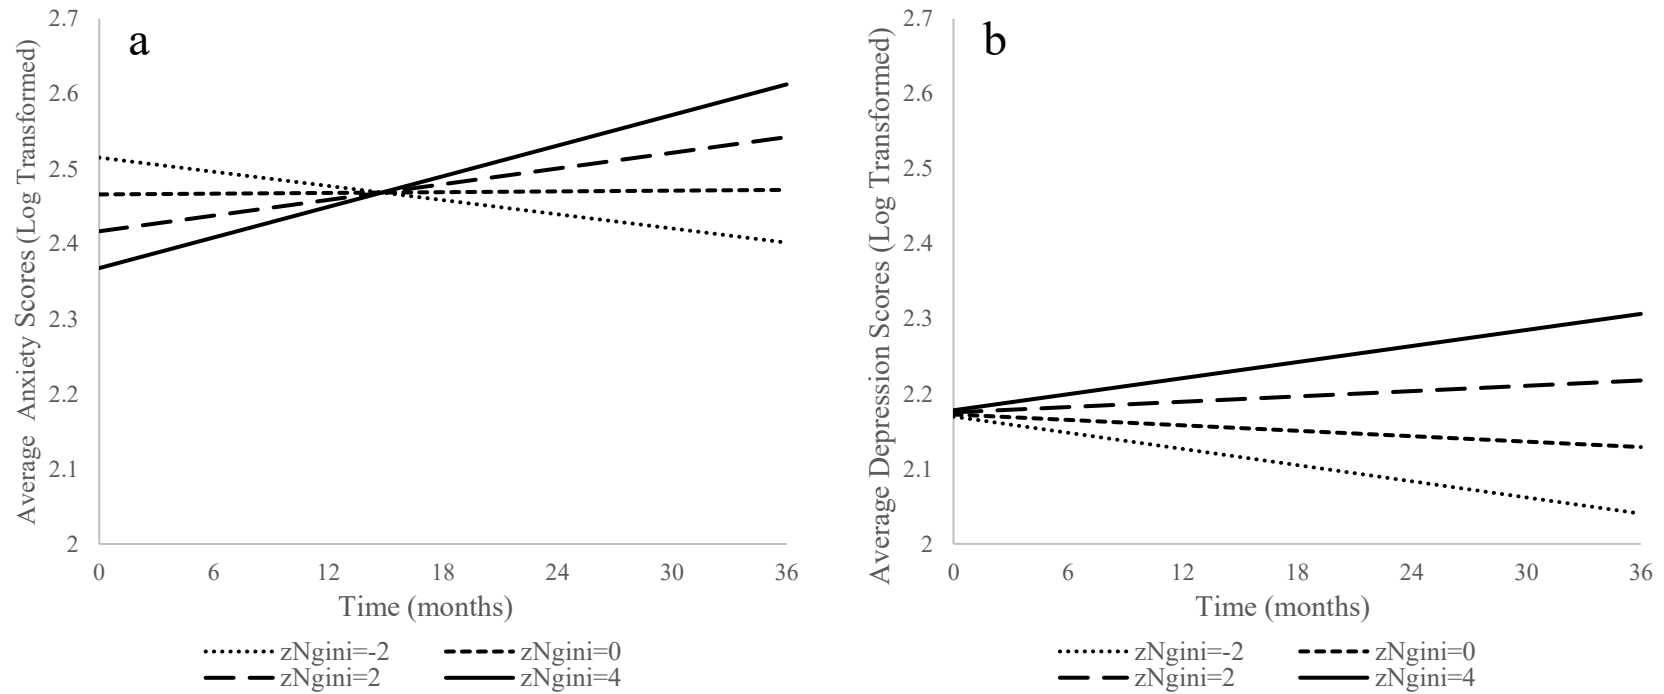 a
Average Anxiety Scores (Log Transformed)
2.7
2.6
2.5
2.4
2.3
2.2
2.1
2
0 6 12 18 24 30 36
Time (months)
zNgini=-2 zNgini=0
zNgini=2 zNgini=4
b
Average Depression Scores (Log Transformed)
2.7
2.6
2.5
2.4
2.3
2.2
2.1
2
0 6 12 18 24 30 36
Time (months)
zNgini=-2 zNgini=0
zNgini=2 zNgini=4